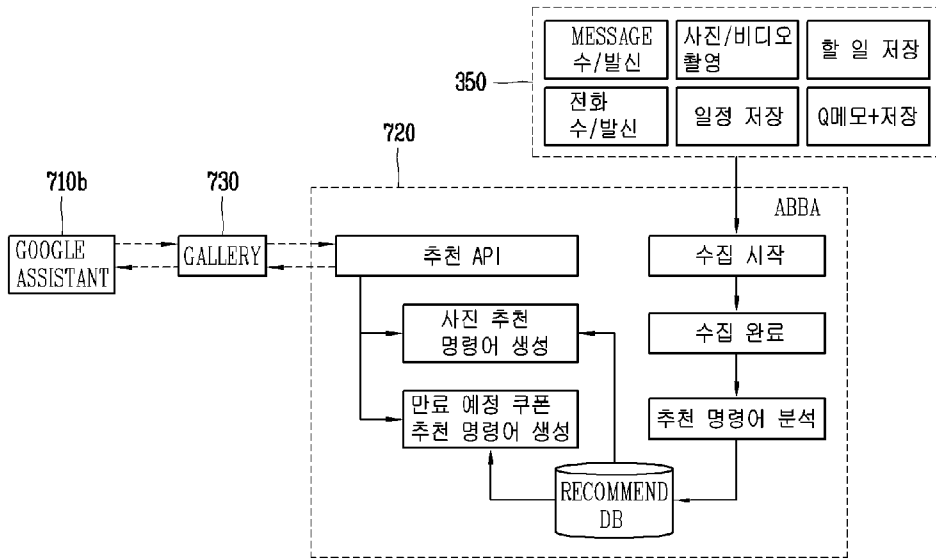 MESSAGE
수/발신
사진/비디오
촬영
할 일 저장
350
전화
수/발신
일정 저장
Q메모+저장
720
710b
730
ABBA
GOOGLE
ASSISTANT
GALLERY
추천 API
수집 시작
사진 추천
명령어 생성
수집 완료
만료 예정 쿠폰
추천 명령어 생성
추천 명령어 분석
RECOMMEND
DB